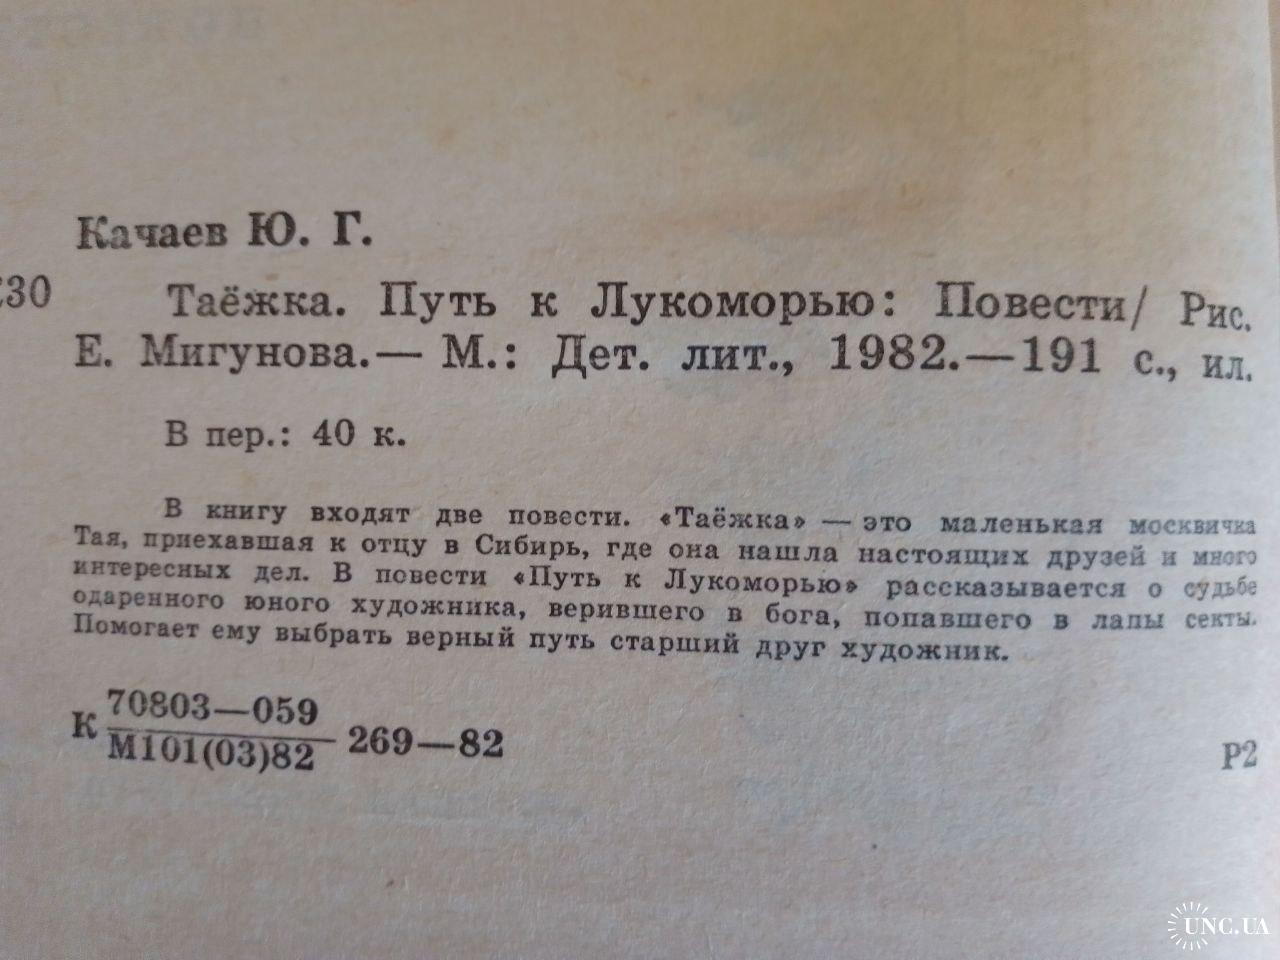 Качаев Ю. Г.
30
Таёжка. Путь к Лукоморью: Повести/ Рис.
Е. Мигунова.— М.: Дет. лит., 1982.—191 с., ил.
В пер.: 40 к.
В книгу входят две повести. «Таёжка» — это маленькая москвичка
Тая, приехавшая к отцу в Сибирь, где она нашла настоящих друзей и много
интересных дел. В повести «Путь к Лукоморью» рассказывается о судьбе
одаренного юного художника, верившего в бога, попавшего в лапы секты.
Помогает ему выбрать верный путь старший друг художник.
К 70803—059
М101(03)82 269—82
Р2
UNC.UA